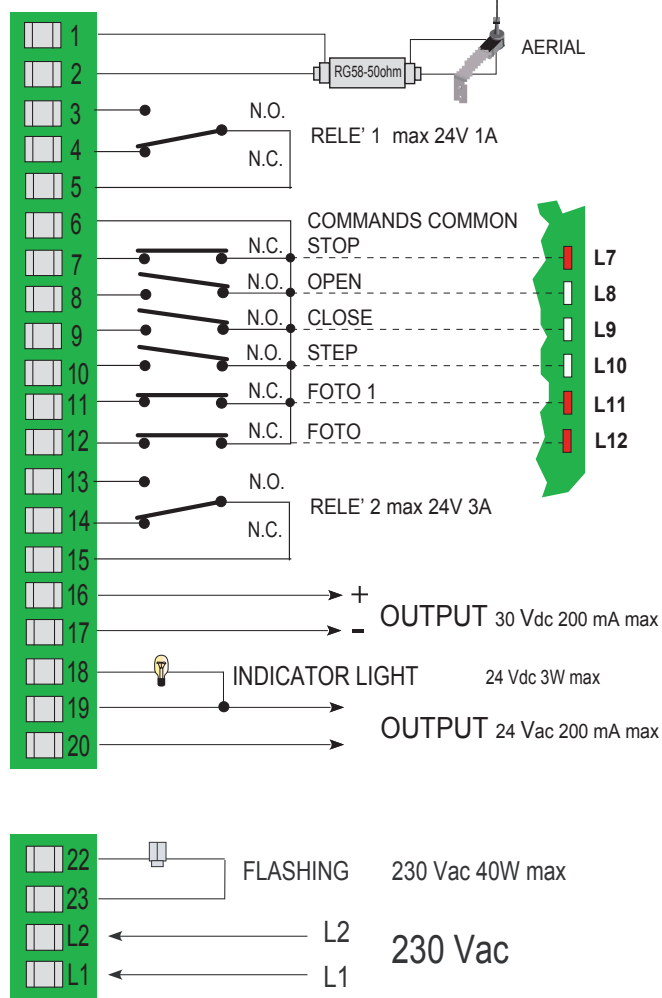 1
AERIAL
2
RG58-50ohm
3
N.O.
RELE' 1 max 24V 1A
4
N.C.
5
6
COMMANDS COMMON
7
N.C.
STOP
L7
8
N.O.
OPEN
L8
9
N.O.
CLOSE
L9
10
N.O.
STEP
L10
11
N.C.
FOTO 1
L11
12
N.C.
FOTO
L12
13
N.O.
RELE' 2 max 24V 3A
14
N.C.
15
16
+
OUTPUT 30 Vdc 200 mA max
17
-
18
INDICATOR LIGHT 24 Vdc 3W max
19
OUTPUT 24 Vac 200 mA max
20
22
FLASHING 230 Vac 40W max
23
L2
L2
230 Vac
L1
L1